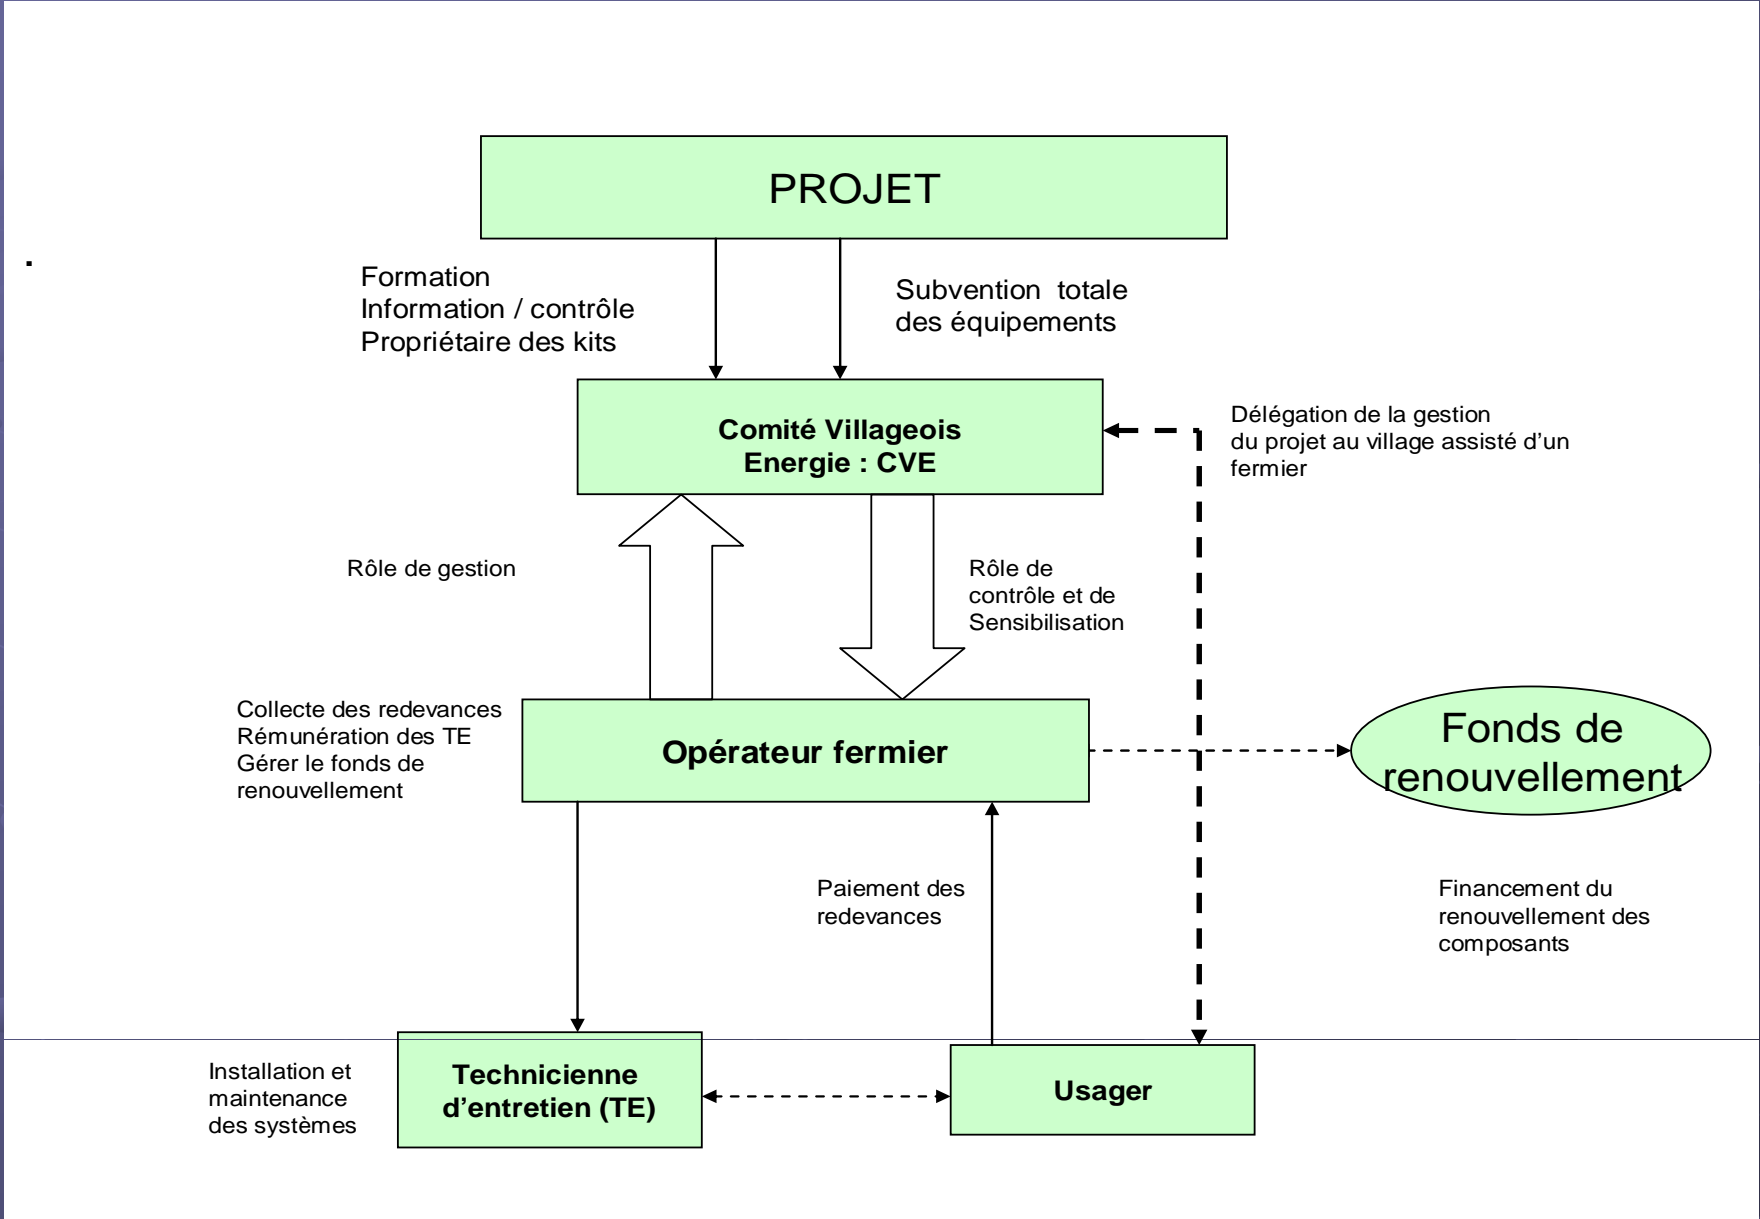 PROJET
.
Formation
Information / contrôle
Propriétaire des kits
Subvention totale
des équipements
Comité Villageois
Energie : CVE
Délégation de la gestion
du projet au village assisté d’un
fermier
Rôle de gestion
Rôle de
contrôle et de
Sensibilisation
Collecte des redevances
Rémunération des TE
Gérer le fonds de
renouvellement
Opérateur fermier
Fonds de
renouvellement
Paiement des
redevances
Financement du
renouvellement des
composants
Installation et
maintenance
des systèmes
Technicienne
d’entretien (TE)
Usager